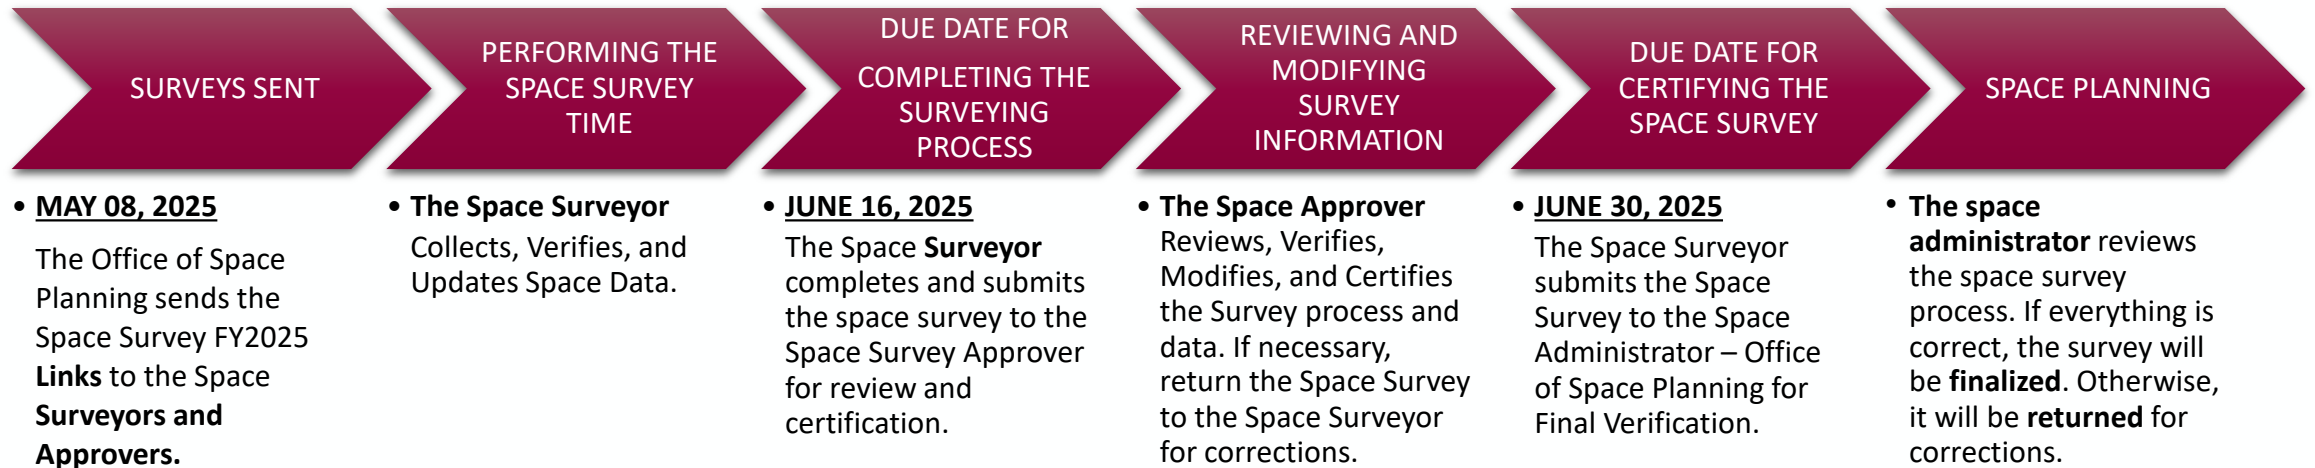 SURVEYS SENT
PERFORMING THE
SPACE SURVEY
TIME
DUE DATE FOR
COMPLETING THE
SURVEYING
PROCESS
REVIEWING AND
MODIFYING
SURVEY
INFORMATION
DUE DATE FOR
CERTIFYING THE
SPACE SURVEY
SPACE PLANNING
• MAY 08, 2025
The Office of Space
Planning sends the
Space Survey FY2025
Links to the Space
Surveyors and
Approvers.
• The Space Surveyor
Collects, Verifies, and
Updates Space Data.
• JUNE 16, 2025
The Space Surveyor
completes and submits
the space survey to the
Space Survey Approver
for review and
certification.
• The Space Approver
Reviews, Verifies,
Modifies, and Certifies
the Survey process and
data. If necessary,
return the Space Survey
to the Space Surveyor
for corrections.
• JUNE 30, 2025
The Space Surveyor
submits the Space
Survey to the Space
Administrator – Office
of Space Planning for
Final Verification.
• The space
administrator reviews
the space survey
process. If everything is
correct, the survey will
be finalized. Otherwise,
it will be returned for
corrections.